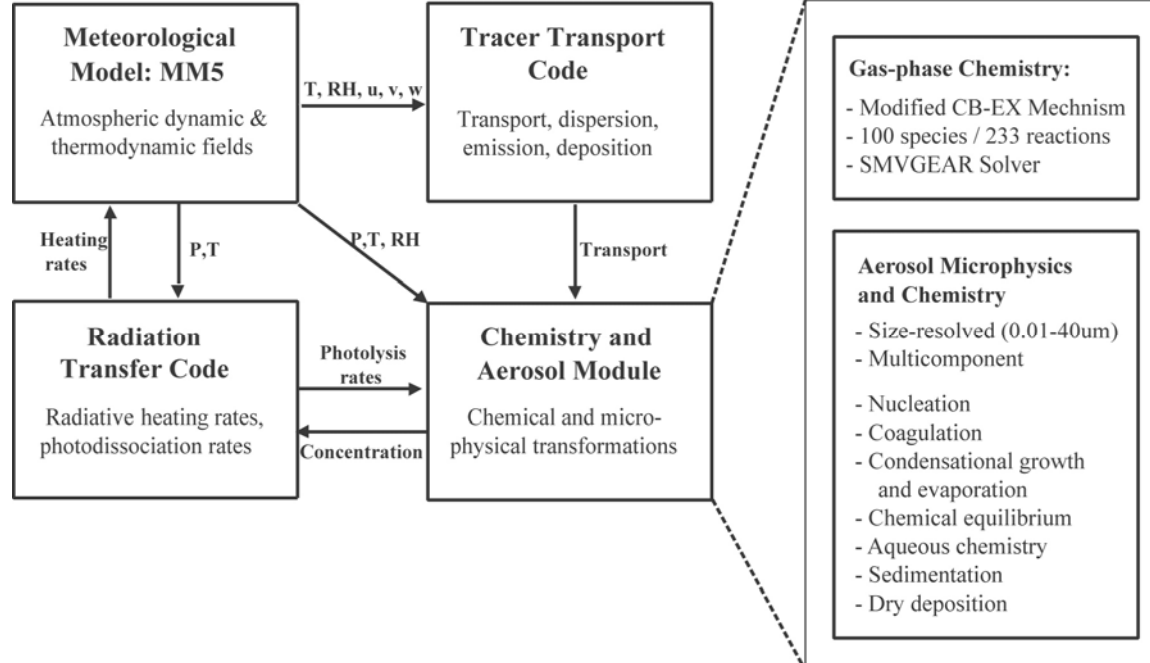 Meteorological
Model: MM5
Atmospheric dynamic &
thermodynamic fields
T, RH, u, v, w
Tracer Transport
Code
Transport, dispersion,
emission, deposition
Heating
rates
P,T
P,T, RH
Transport
Radiation
Transfer Code
Radiative heating rates,
photodissociation rates
Photolysis
rates
Concentration
Chemistry and
Aerosol Module
Chemical and micro-
physical transformations
Gas-phase Chemistry:
- Modified CB-EX Mechnism
- 100 species / 233 reactions
- SMVGEAR Solver
Aerosol Microphysics
and Chemistry
- Size-resolved (0.01-40um)
- Multicomponent
- Nucleation
- Coagulation
- Condensational growth
and evaporation
- Chemical equilibrium
- Aqueous chemistry
- Sedimentation
- Dry deposition